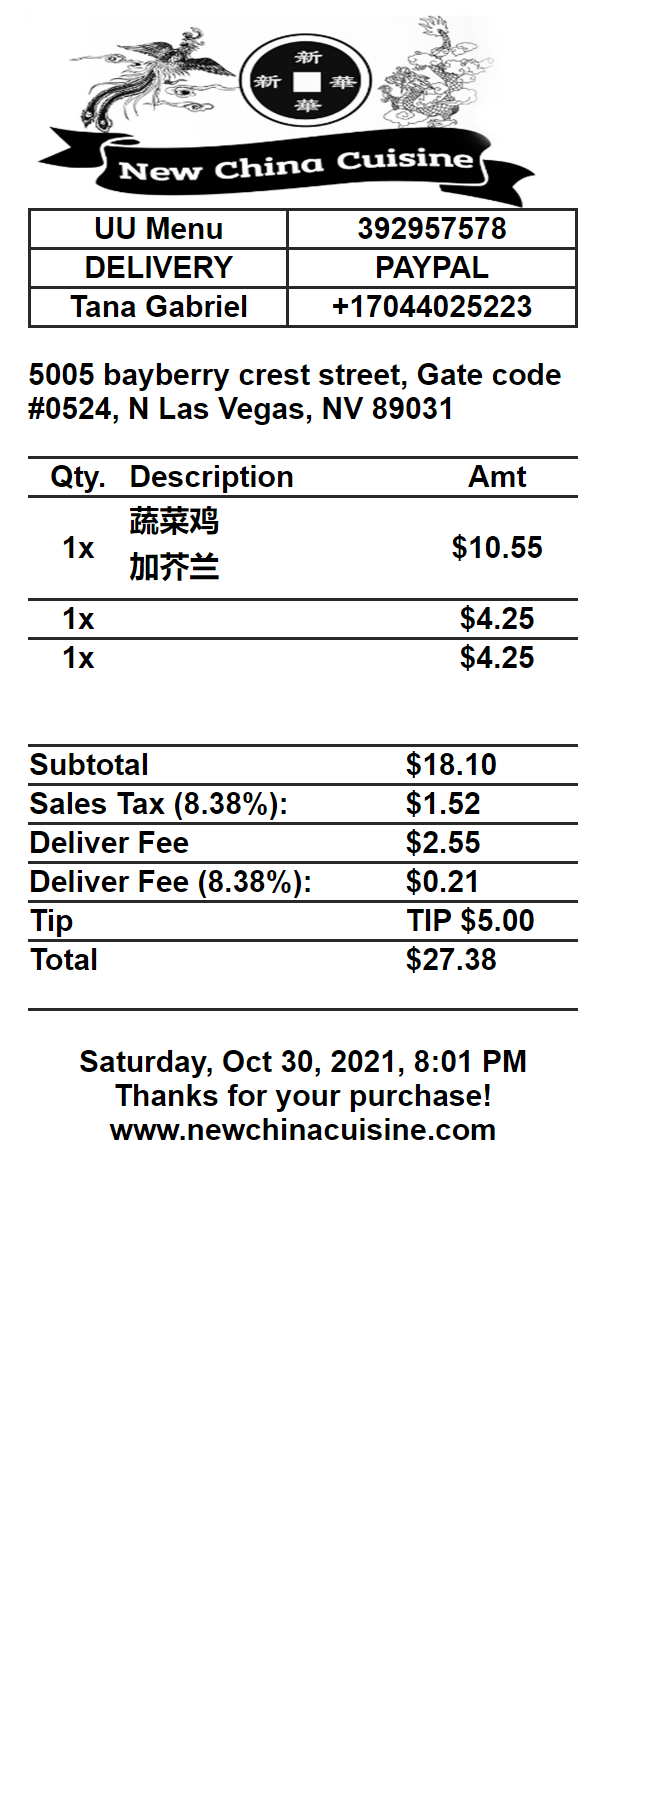 新
新 華
華
New China Cuisine
UU Menu 392957578
DELIVERY PAYPAL
Tana Gabriel +17044025223
5005 bayberry crest street, Gate code
#0524, N Las Vegas, NV 89031
Qty. Description Amt
蔬菜鸡
1x $10.55
加芥兰
1x $4.25
1x $4.25
Subtotal $18.10
Sales Tax (8.38%): $1.52
Deliver Fee $2.55
Deliver Fee (8.38%): $0.21
Tip TIP $5.00
Total $27.38
Saturday, Oct 30, 2021, 8:01 PM
Thanks for your purchase!
www.newchinacuisine.com